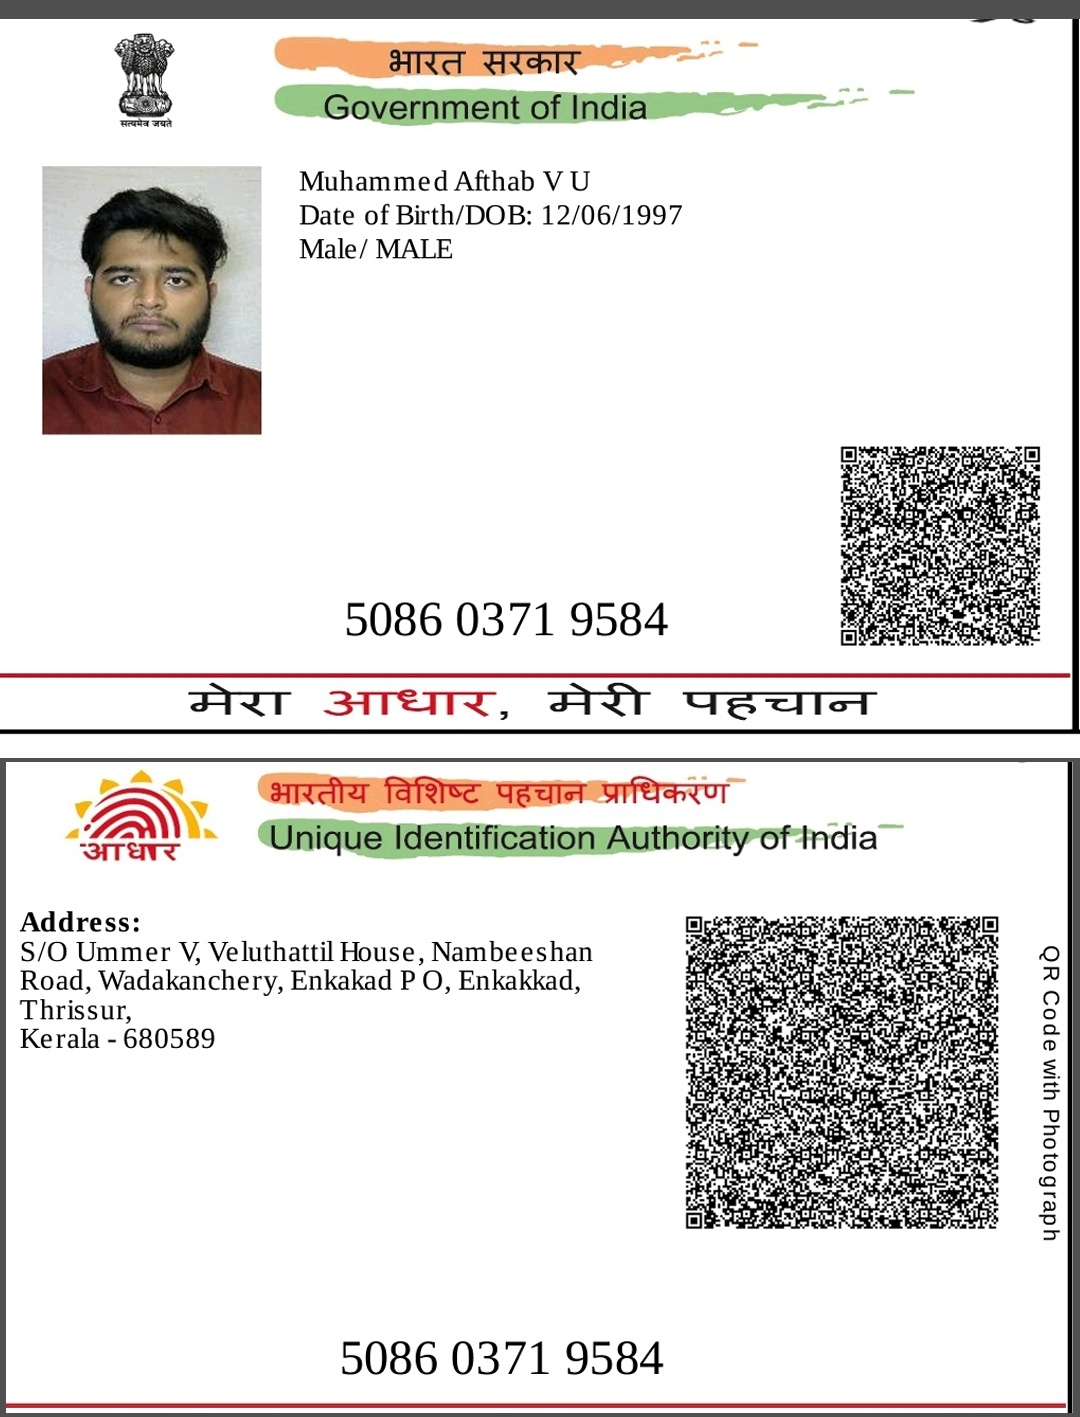 सत्यमेव जयते
भारत सरकार
Government of India
Muhammed Afthab V U
Date of Birth/DOB: 12/06/1997
Male/ MALE
5086 0371 9584
मेरा आधार, मेरी पहचान
आधार
भारतीय विशिष्ट पहचान प्राधिकरण
Unique Identification Authority of India
Address:
S/O Ummer V, Veluthattil House, Nambeeshan
Road, Wadakanchery, Enkakad P O, Enkakkad,
Thrissur,
Kerala - 680589
QR Code with Photograph
5086 0371 9584